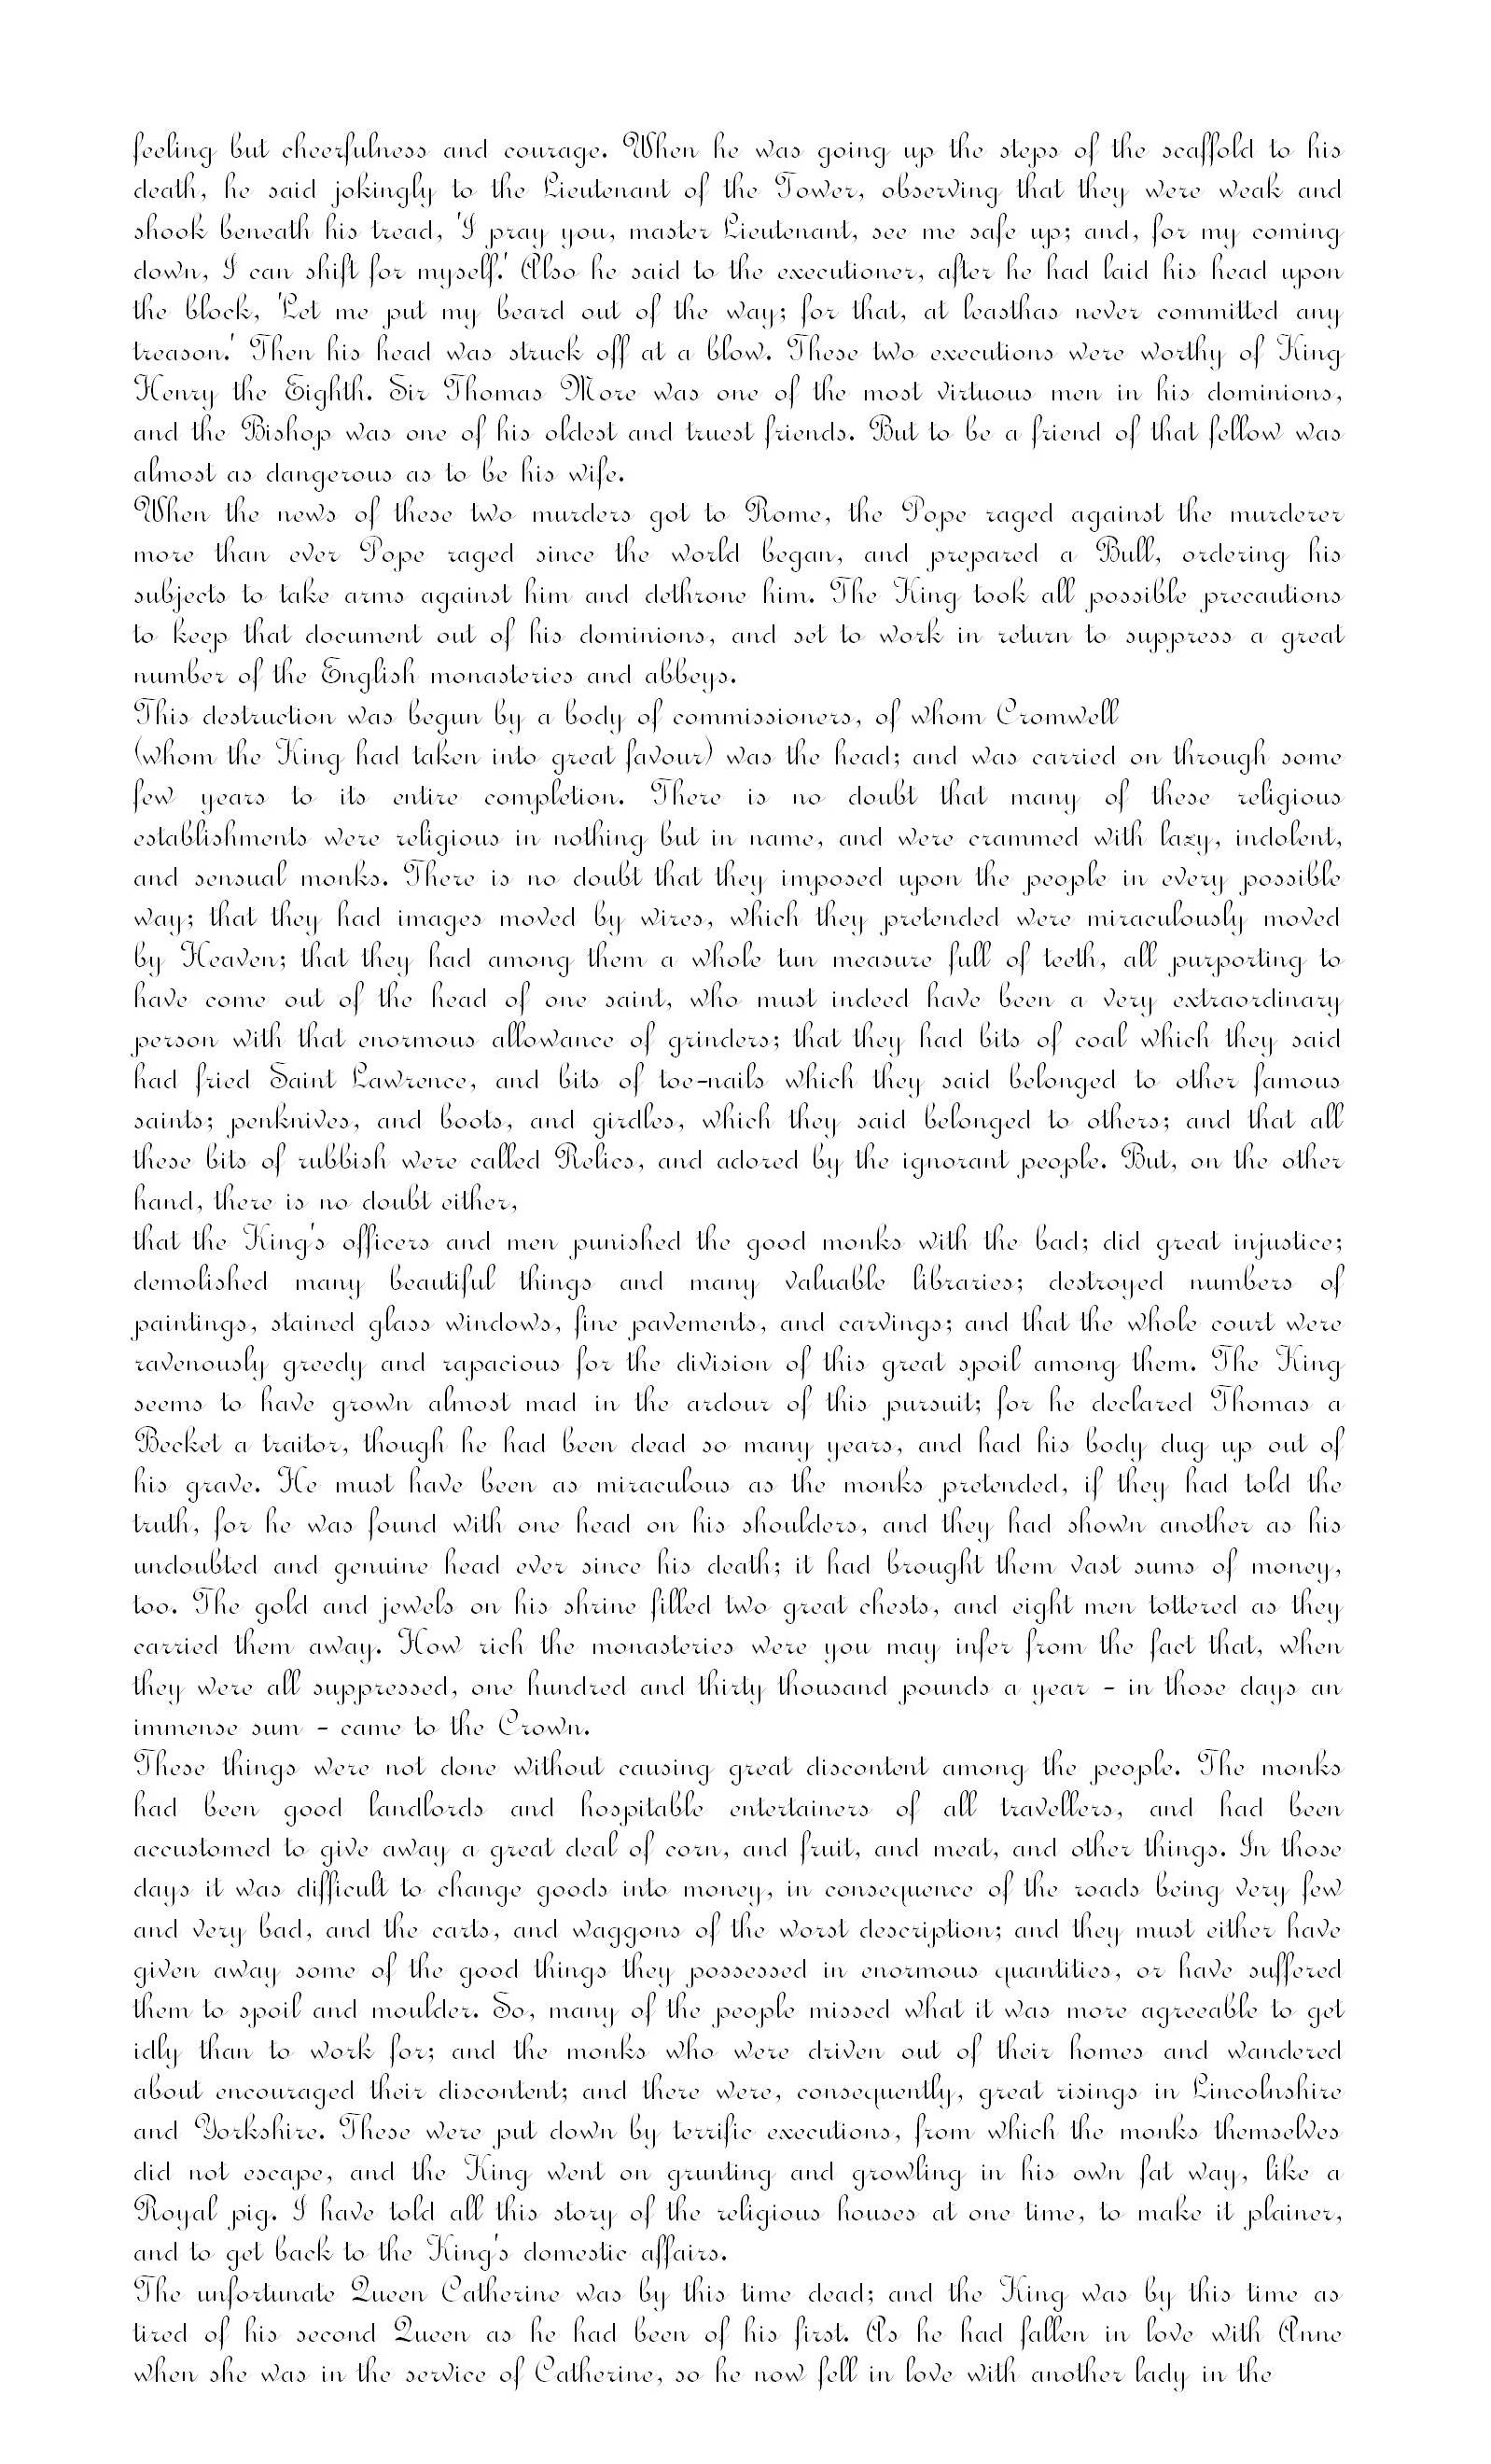 feeling but cheerfulness and courage. When he was going up the steps of the scaffold to his
death, he said jokingly to the Lieutenant of the Tower, observing that they were weak and
shook beneath his tread, 'I pray you, master Lieutenant, see me safe up; and, for my coming
down, I can shift for myself.' Also he said to the executioner, after he had laid his head upon
the block, 'Let me put my beard out of the way; for that, at leasthas never committed any
treason.' Then his head was struck off at a blow. These two executions were worthy of King
Henry the Eighth. Sir Thomas More was one of the most virtuous men in his dominions,
and the Bishop was one of his oldest and truest friends. But to be a friend of that fellow was
almost as dangerous as to be his wife.
When the news of these two murders got to Rome, the Pope raged against the murderer
more than ever Pope raged since the world began, and prepared a Bull, ordering his
subjects to take arms against him and dethrone him. The King took all possible precautions
to keep that document out of his dominions, and set to work in return to suppress a great
number of the English monasteries and abbeys.
This destruction was begun by a body of commissioners, of whom Cromwell
(whom the King had taken into great favour) was the head; and was carried on through some
few years to its entire completion. There is no doubt that many of these religious
establishments were religious in nothing but in name, and were crammed with lazy, indolent,
and sensual monks. There is no doubt that they imposed upon the people in every possible
way; that they had images moved by wires, which they pretended were miraculously moved
by Heaven; that they had among them a whole tun measure full of teeth, all purporting to
have come out of the head of one saint, who must indeed have been a very extraordinary
person with that enormous allowance of grinders; that they had bits of coal which they said
had fried Saint Lawrence, and bits of toe-nails which they said belonged to other famous
saints; penknives, and boots, and girdles, which they said belonged to others; and that all
these bits of rubbish were called Relics, and adored by the ignorant people. But, on the other
hand, there is no doubt either,
that the King's officers and men punished the good monks with the bad; did great injustice;
demolished many beautiful things and many valuable libraries; destroyed numbers of
paintings, stained glass windows, fine pavements, and carvings; and that the whole court were
ravenously greedy and rapacious for the division of this great spoil among them. The King
seems to have grown almost mad in the ardour of this pursuit; for he declared Thomas a
Becket a traitor, though he had been dead so many years, and had his body dug up out of
his grave. He must have been as miraculous as the monks pretended, if they had told the
truth, for he was found with one head on his shoulders, and they had shown another as his
undoubted and genuine head ever since his death; it had brought them vast sums of money,
too. The gold and jewels on his shrine filled two great chests, and eight men tottered as they
carried them away. How rich the monasteries were you may infer from the fact that, when
they were all suppressed, one hundred and thirty thousand pounds a year - in those days an
immense sum - came to the Crown.
These things were not done without causing great discontent among the people. The monks
had been good landlords and hospitable entertainers of all travellers, and had been
accustomed to give away a great deal of corn, and fruit, and meat, and other things. In those
days it was difficult to change goods into money, in consequence of the roads being very few
and very bad, and the carts, and waggons of the worst description; and they must either have
given away some of the good things they possessed in enormous quantities, or have suffered
them to spoil and moulder. So, many of the people missed what it was more agreeable to get
idly than to work for; and the monks who were driven out of their homes and wandered
about encouraged their discontent; and there were, consequently, great risings in Lincolnshire
and Yorkshire. These were put down by terrific executions, from which the monks themselves
did not escape, and the King went on grunting and growling in his own fat way, like a
Royal pig. I have told all this story of the religious houses at one time, to make it plainer,
and to get back to the King's domestic affairs.
The unfortunate Queen Catherine was by this time dead; and the King was by this time as
tired of his second Queen as he had been of his first. As he had fallen in love with Anne
when she was in the service of Catherine, so he now fell in love with another lady in the